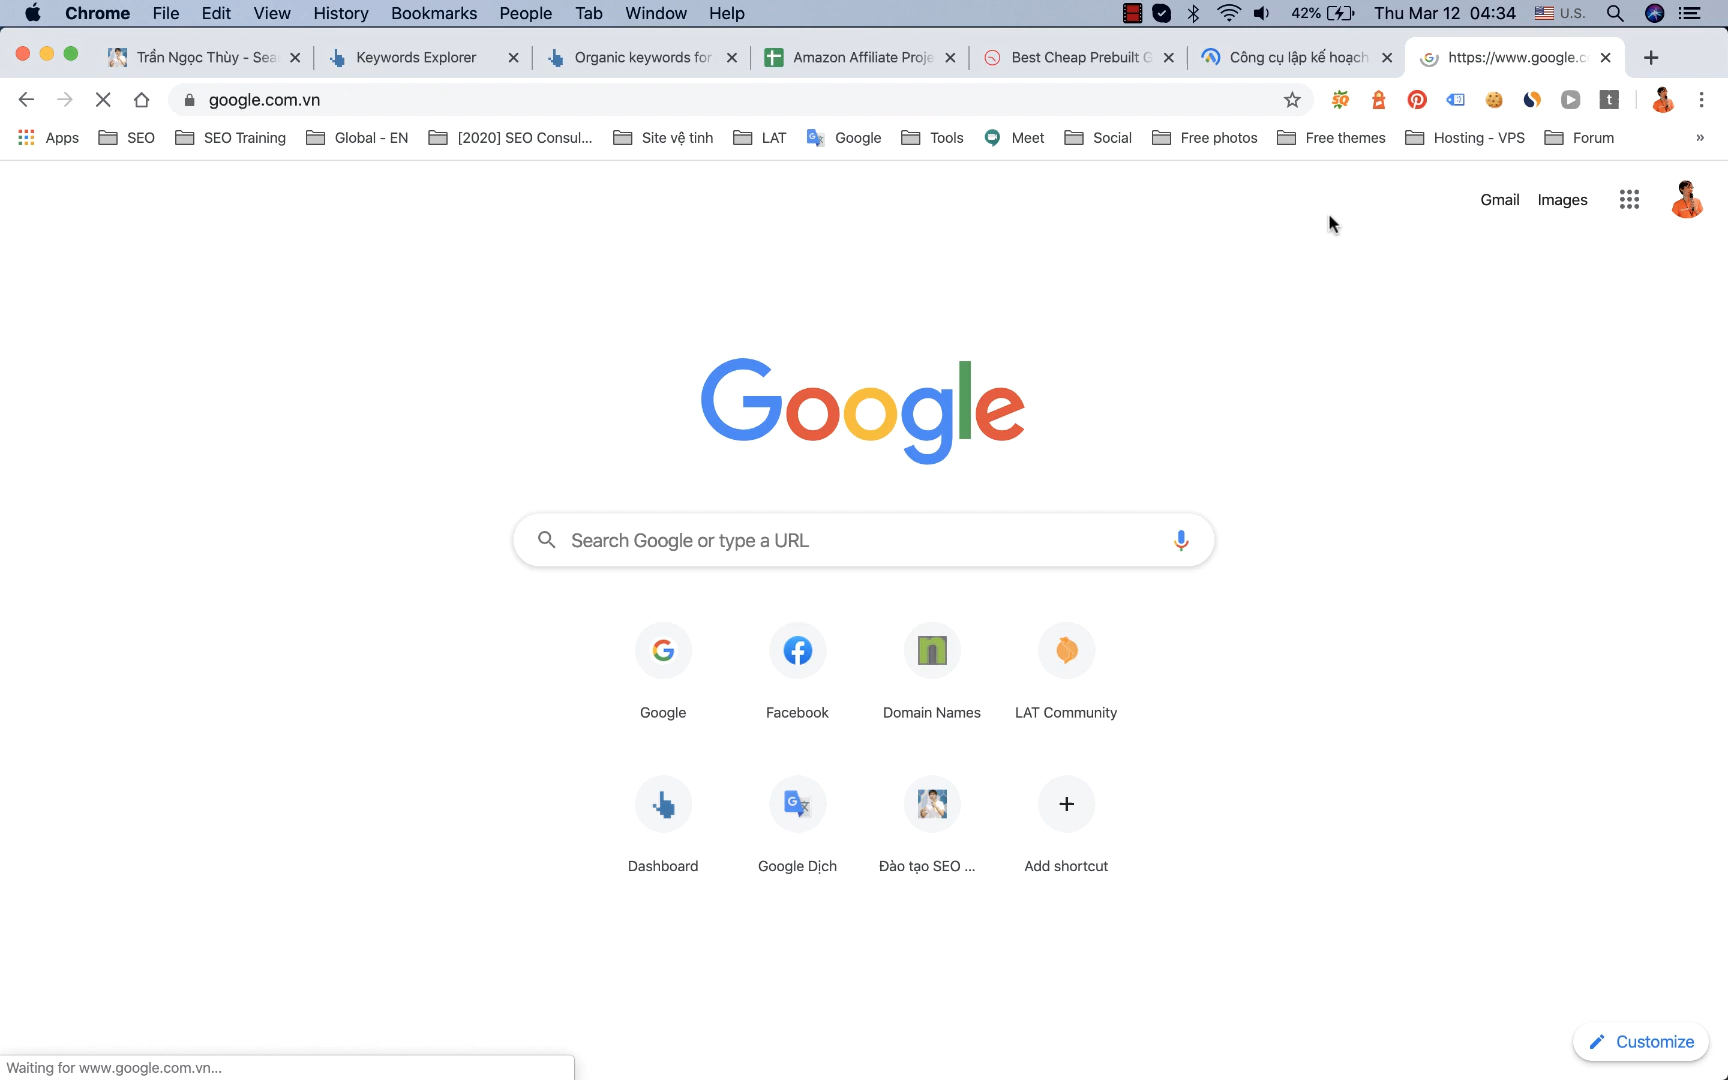 Chrome File Edit View History Bookmarks People Tab Window Help 42% Thu Mar 12 04:34 U.S.
Trần Ngọc Thùy - Sea Keywords Explorer Organic keywords for Amazon Affiliate Proje Best Cheap Prebuilt G Công cụ lập kế hoạch https://www.google.co
google.com.vn
Apps SEO SEO Training Global - EN [2020] SEO Consul... Site vệ tinh LAT Google Tools Meet Social Free photos Free themes Hosting - VPS Forum »
Gmail Images
Google
Search Google or type a URL
Google Facebook Domain Names LAT Community
Dashboard Google Dịch Đào tạo SEO ... Add shortcut
Customize
Waiting for www.google.com.vn...